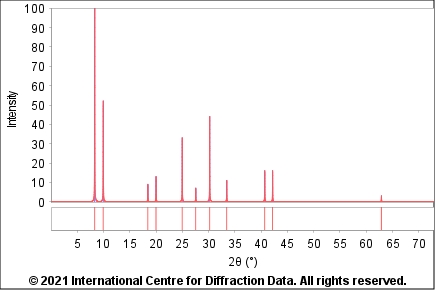 100
90
80
70
60
50
40
30
20
10
0
Intensity
5 10 15 20 25 30 35 40 45 50 55 60 65 70
2θ (°)
© 2021 International Centre for Diffraction Data. All rights reserved.